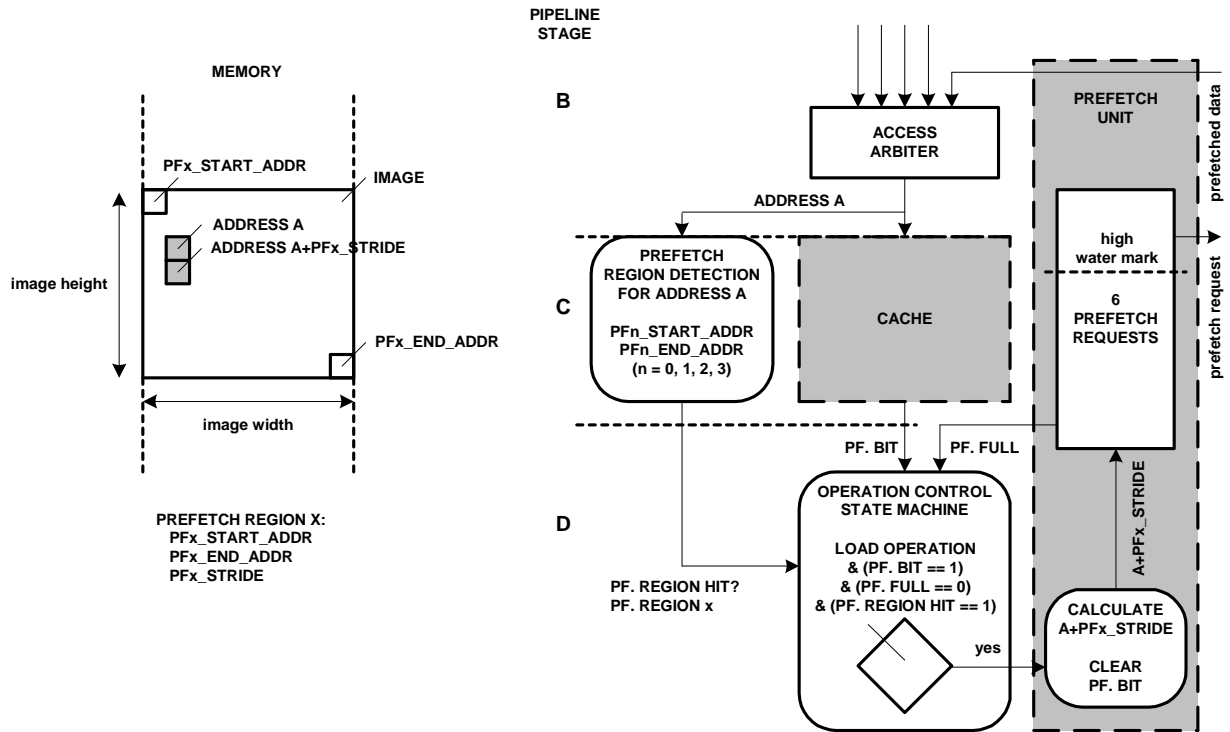 PIPELINE
STAGE
MEMORY
PFx_START_ADDR
IMAGE
ADDRESS A
ADDRESS A+PFx_STRIDE
image height
PFx_END_ADDR
image width
PREFETCH REGION X:
PFx_START_ADDR
PFx_END_ADDR
PFx_STRIDE
B
ACCESS
ARBITER
ADDRESS A
C
PREFETCH
REGION DETECTION
FOR ADDRESS A
PFn_START_ADDR
PFn_END_ADDR
(n = 0, 1, 2, 3)
CACHE
PF. BIT
PF. FULL
D
OPERATION CONTROL
STATE MACHINE
LOAD OPERATION
& (PF. BIT == 1)
& (PF. FULL == 0)
& (PF. REGION HIT == 1)
PF. REGION HIT?
PF. REGION x
yes
PREFETCH
UNIT
high
water mark
6
PREFETCH
REQUESTS
A+PFx_STRIDE
CALCULATE
A+PFx_STRIDE
CLEAR
PF. BIT
prefetched data
prefetch request